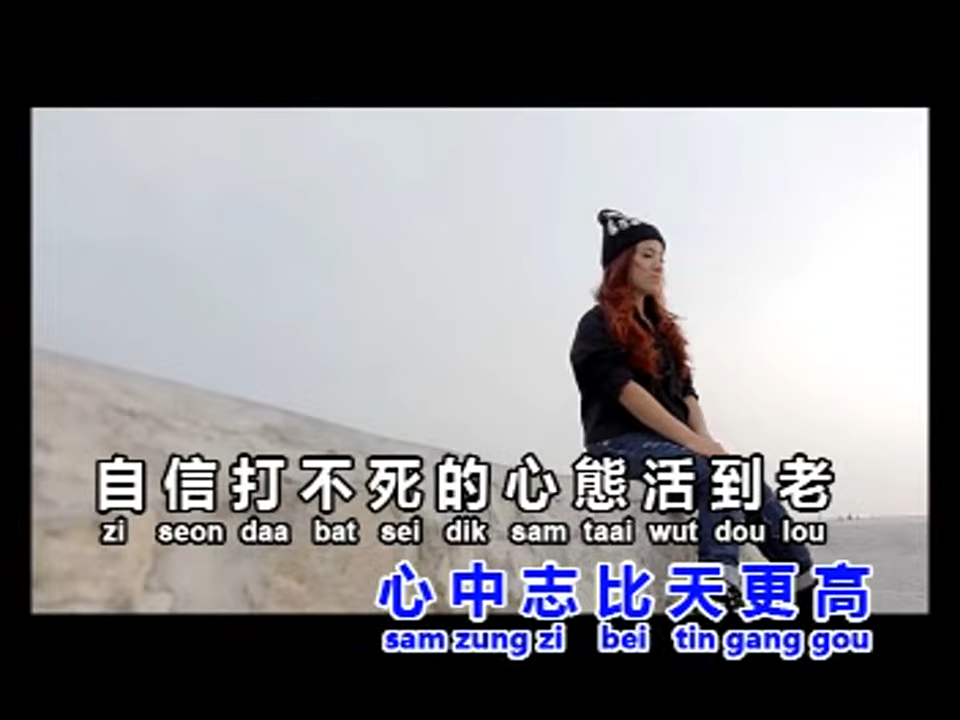 自信打不死的心態活到老
zi seon daa bat sei dik sam taai wut dou lou
心中志比天更高
sam zung zi bei tin gang gou